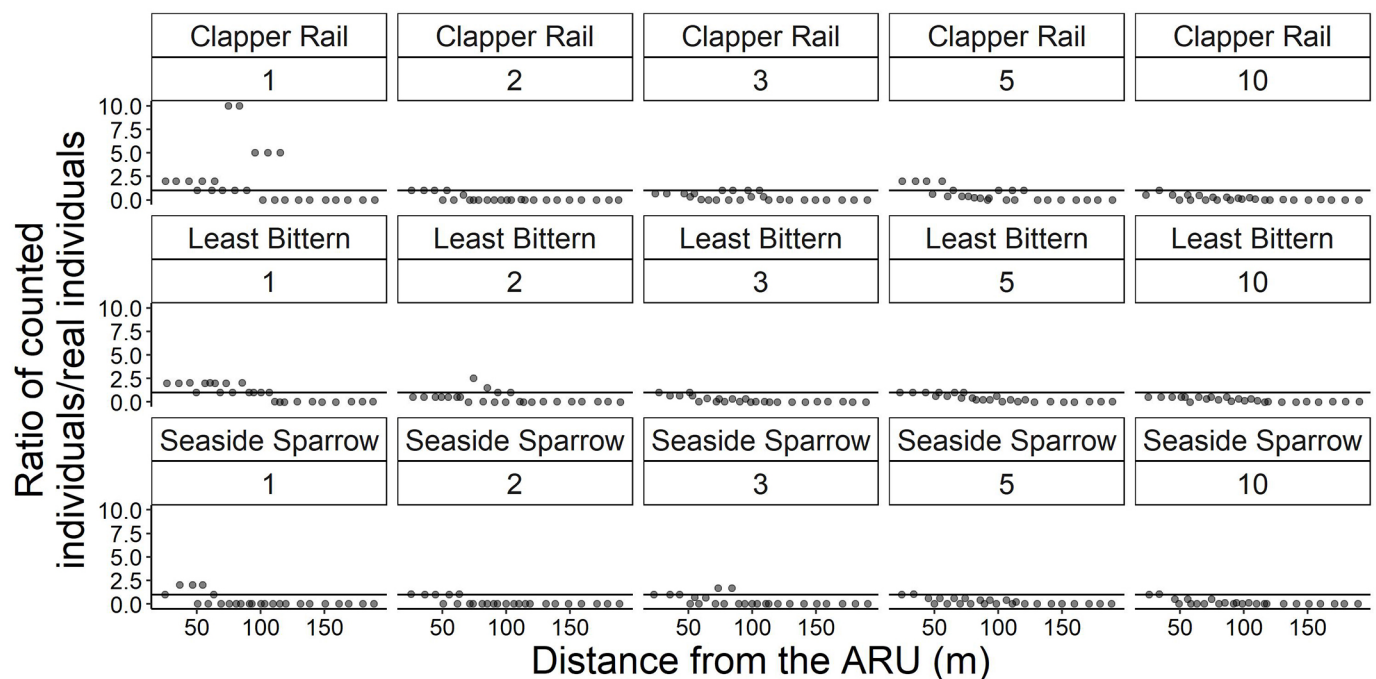 Clapper Rail Clapper Rail Clapper Rail Clapper Rail Clapper Rail
1 2 3 5 10
10.0
7.5
5.0
2.5
0.0
Least Bittern Least Bittern Least Bittern Least Bittern Least Bittern
1 2 3 5 10
10.0
7.5
5.0
2.5
0.0
Seaside Sparrow Seaside Sparrow Seaside Sparrow Seaside Sparrow Seaside Sparrow
1 2 3 5 10
10.0
7.5
5.0
2.5
0.0
50 100 150 50 100 150 50 100 150 50 100 150 50 100 150
Ratio of counted
individuals/real individuals
Distance from the ARU (m)